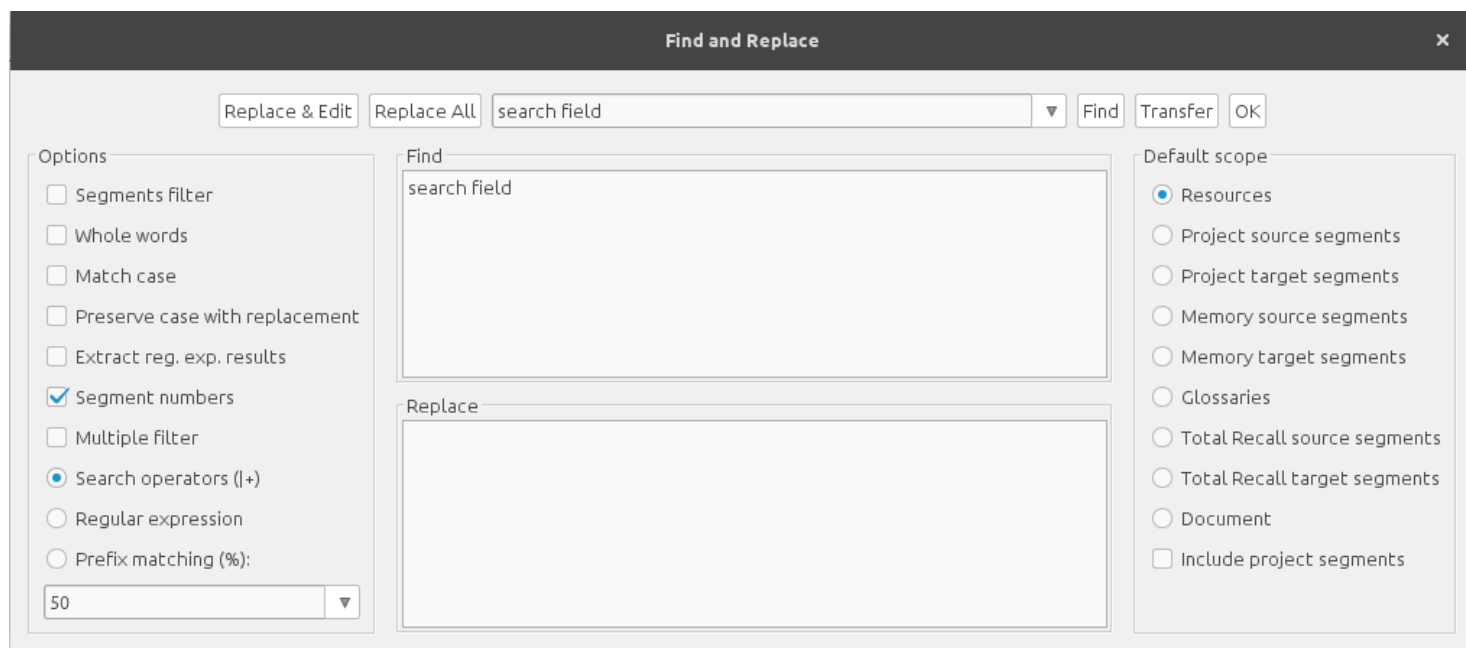 Find and Replace
×
Replace & Edit
Replace All
search field
Find
Transfer
OK
Options
Segments filter
Whole words
Match case
Preserve case with replacement
Extract reg. exp. results
Segment numbers
Multiple filter
Search operators (|+)
Regular expression
Prefix matching (%):
50
Find
search field
Replace
Default scope
Resources
Project source segments
Project target segments
Memory source segments
Memory target segments
Glossaries
Total Recall source segments
Total Recall target segments
Document
Include project segments